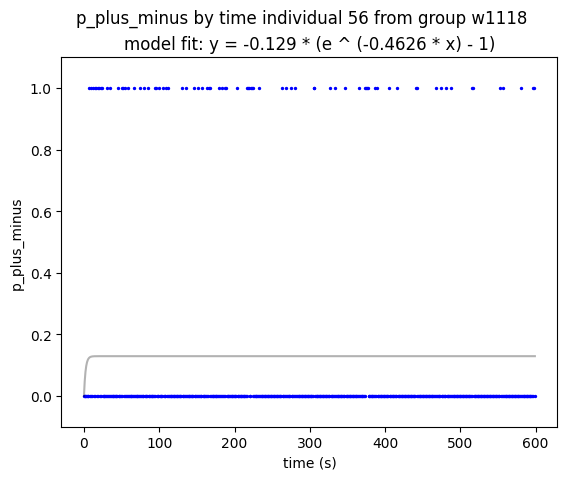 p_plus_minus by time individual 56 from group w1118
model fit: y = -0.129 * (e ^ (-0.4626 * x) - 1)
1.0
0.8
0.6
0.4
0.2
0.0
p_plus_minus
0 100 200 300 400 500 600
time (s)